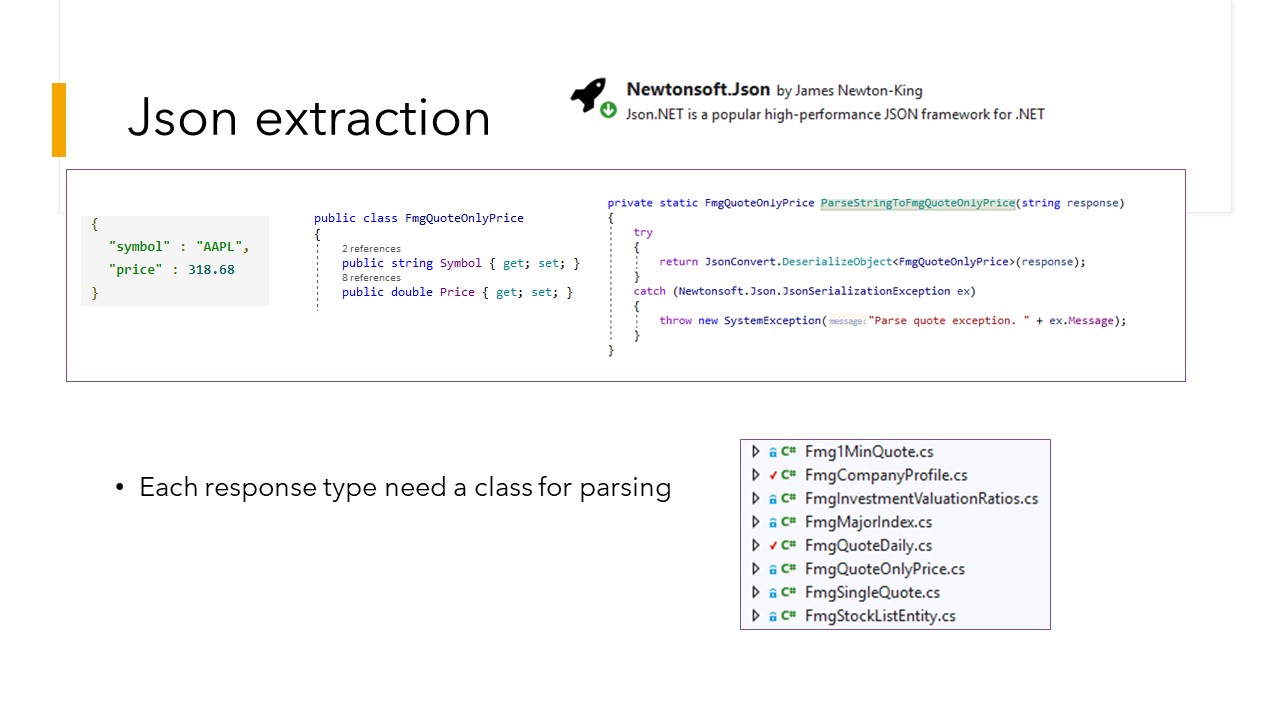 Json extraction
Newtonsoft.Json by James Newton-King
Json.NET is a popular high-performance JSON framework for .NET
{
"symbol" : "AAPL",
"price" : 318.68
}
public class FmgQuoteOnlyPrice
{
2 references
public string Symbol { get; set; }
8 references
public double Price { get; set; }
private static FmgQuoteOnlyPrice ParseStringToFmgQuoteOnlyPrice(string response)
{
try
{
return JsonConvert.DeserializeObject<FmgQuoteOnlyPrice>(response);
}
catch (Newtonsoft.Json.JsonSerializationException ex)
{
throw new SystemException(message: "Parse quote exception. " + ex.Message);
}
}
• Each response type need a class for parsing
C# Fmg1MinQuote.cs
C# FmgCompanyProfile.cs
C# FmgInvestmentValuationRatios.cs
C# FmgMajorIndex.cs
C# FmgQuoteDaily.cs
C# FmgQuoteOnlyPrice.cs
C# FmgSingleQuote.cs
C# FmgStockListEntity.cs